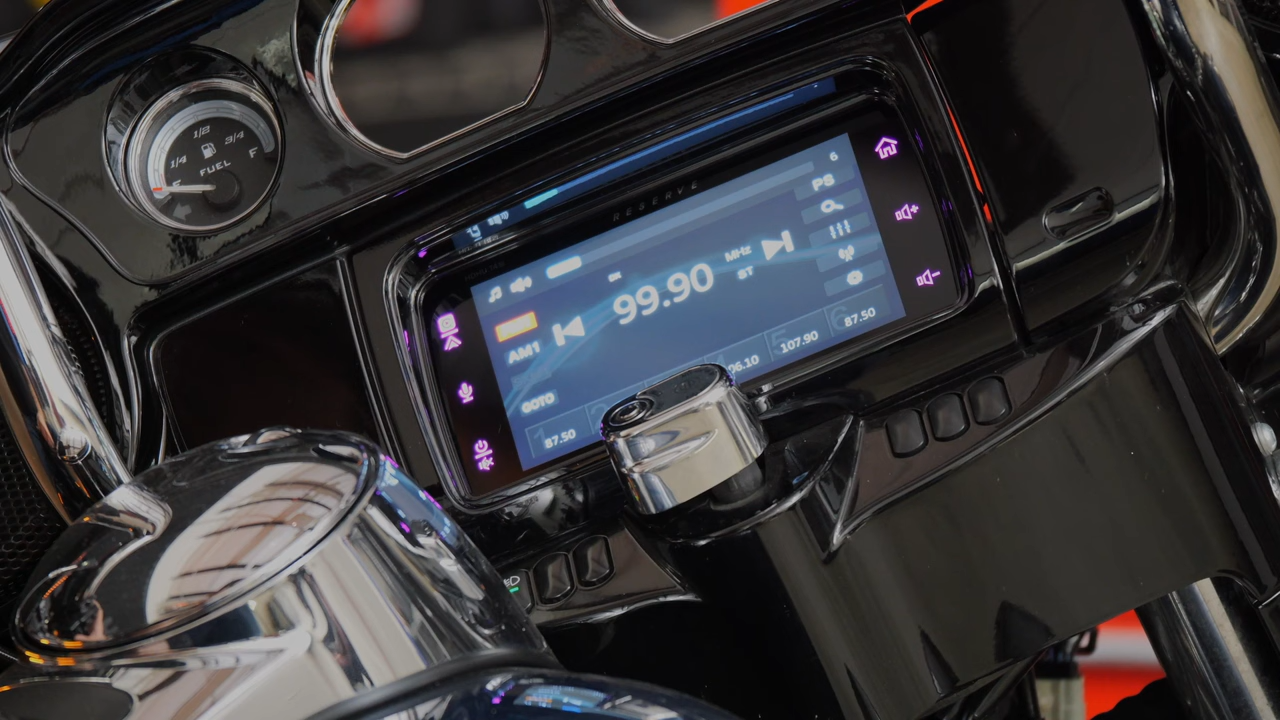 1/4
1/2
3/4
F
FUEL
E
RESERVE
6
PS
99.90
MHz
ST
AM1
GOTO
87.50
06.10
107.90
87.50